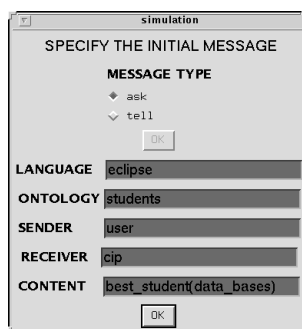 simulation
SPECIFY THE INITIAL MESSAGE
MESSAGE TYPE
ask
tell
OK
LANGUAGE eclipse
ONTOLOGY students
SENDER user
RECEIVER cip
CONTENT best_student(data_bases)
OK